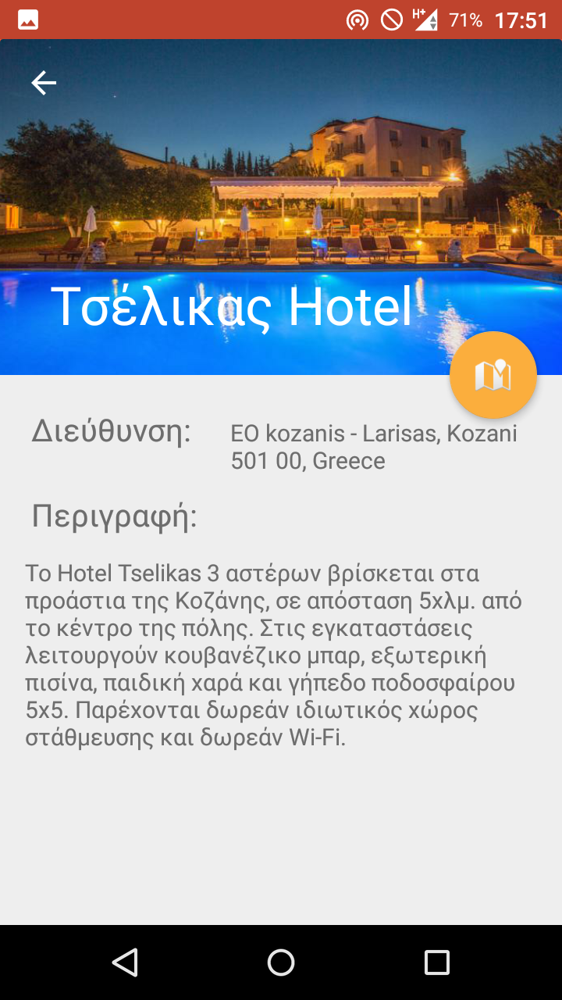 H+ 71% 17:51
Τσέλικας Hotel
Διεύθυνση:
EO kozanis - Larisas, Kozani
501 00, Greece
Περιγραφή:
Το Hotel Tselikas 3 αστέρων βρίσκεται στα
προάστια της Κοζάνης, σε απόσταση 5χλμ. από
το κέντρο της πόλης. Στις εγκαταστάσεις
λειτουργούν κουβανέζικο μπαρ, εξωτερική
πισίνα, παιδική χαρά και γήπεδο ποδοσφαίρου
5x5. Παρέχονται δωρεάν ιδιωτικός χώρος
στάθμευσης και δωρεάν Wi-Fi.